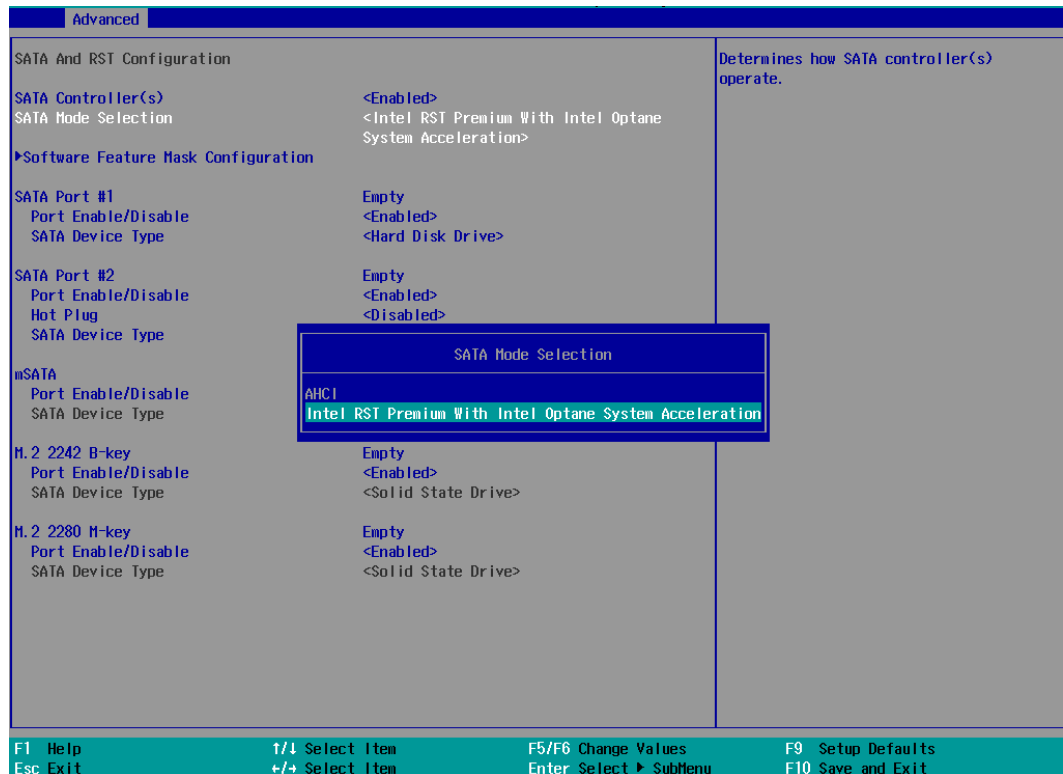 Advanced
SATA And RST Configuration
Determines how SATA controller(s)
operate.
SATA Controller(s) <Enabled>
SATA Mode Selection <Intel RST Premium With Intel Optane
System Acceleration>
▶Software Feature Mask Configuration
SATA Port #1 Empty
Port Enable/Disable <Enabled>
SATA Device Type <Hard Disk Drive>
SATA Port #2 Empty
Port Enable/Disable <Enabled>
Hot Plug <Disabled>
SATA Device Type
mSATA
Port Enable/Disable
SATA Device Type
SATA Mode Selection
AHCI
Intel RST Premium With Intel Optane System Acceleration
M.2 2242 B-key Empty
Port Enable/Disable <Enabled>
SATA Device Type <Solid State Drive>
M.2 2280 M-key Empty
Port Enable/Disable <Enabled>
SATA Device Type <Solid State Drive>
F1 Help ↑/↓ Select Item F5/F6 Change Values F9 Setup Defaults
Esc Exit ←/→ Select Item Enter Select ▶ SubMenu F10 Save and Exit